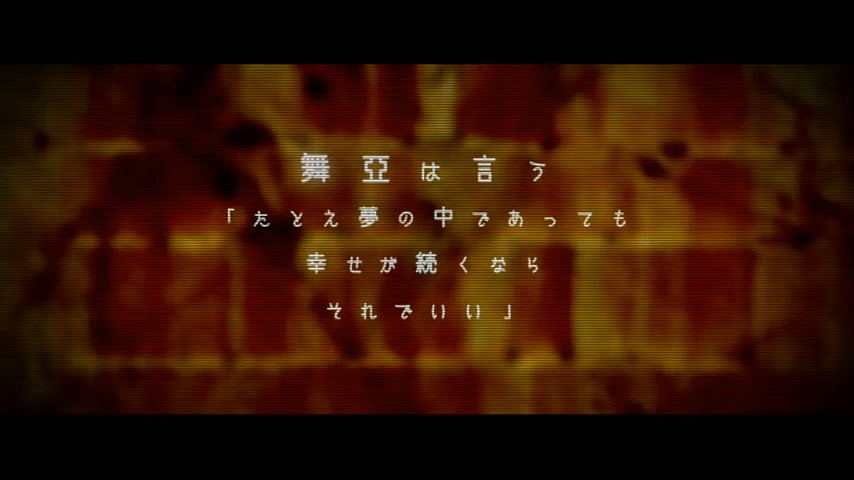 舞亞は言う
「たとえ夢の中であっても
幸せが続くなら
それでいい」